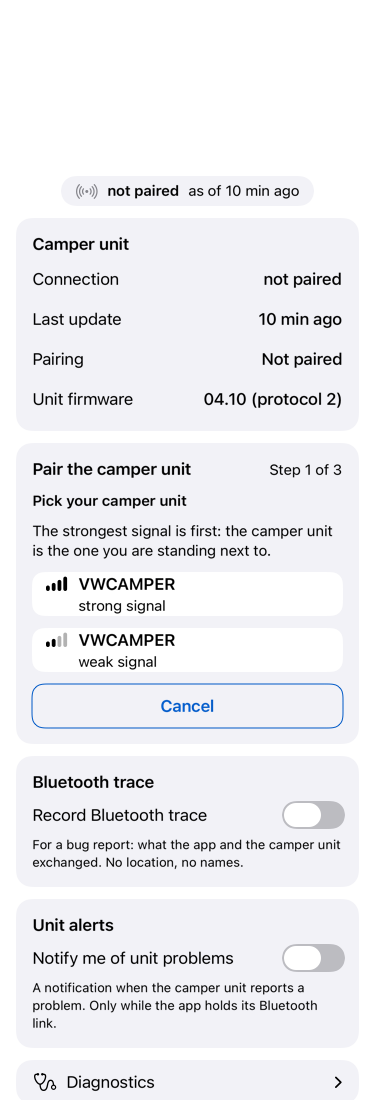 not paired as of 10 min ago
Camper unit
Connection not paired
Last update 10 min ago
Pairing Not paired
Unit firmware 04.10 (protocol 2)
Pair the camper unit Step 1 of 3
Pick your camper unit
The strongest signal is first: the camper unit
is the one you are standing next to.
VWCAMPER
strong signal
VWCAMPER
weak signal
Cancel
Bluetooth trace
Record Bluetooth trace
For a bug report: what the app and the camper unit
exchanged. No location, no names.
Unit alerts
Notify me of unit problems
A notification when the camper unit reports a
problem. Only while the app holds its Bluetooth
link.
Diagnostics